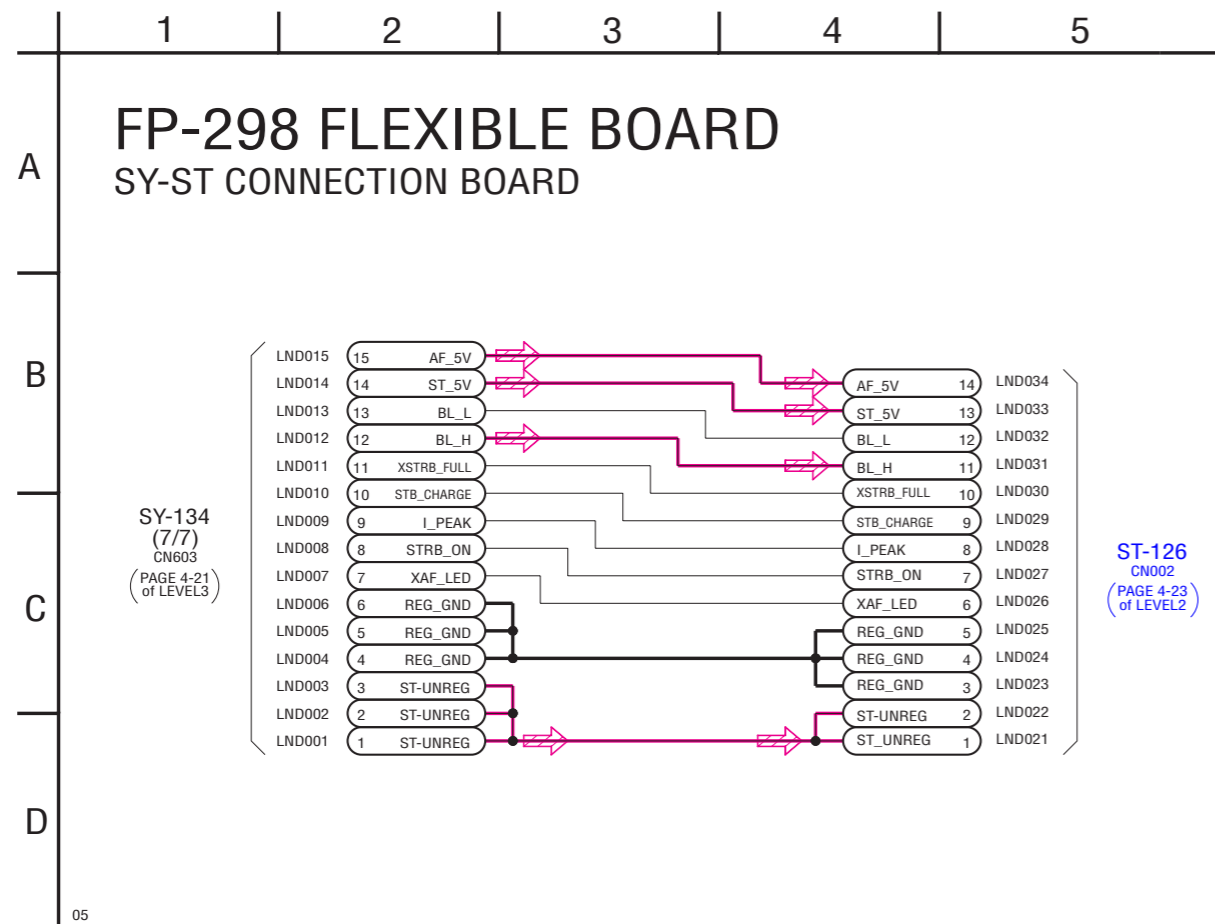 1 2 3 4 5
FP-298 FLEXIBLE BOARD
A
SY-ST CONNECTION BOARD
B
C
D
LND015 15 AF_5V
LND014 14 ST_5V
LND013 13 BL_L
LND012 12 BL_H
LND011 11 XSTRB_FULL
LND010 10 STB_CHARGE
LND009 9 I_PEAK
LND008 8 STRB_ON
LND007 7 XAF_LED
LND006 6 REG_GND
LND005 5 REG_GND
LND004 4 REG_GND
LND003 3 ST-UNREG
LND002 2 ST-UNREG
LND001 1 ST-UNREG
SY-134
(7/7)
CN603
(PAGE 4-21
of LEVEL3)
AF_5V 14 LND034
ST_5V 13 LND033
BL_L 12 LND032
BL_H 11 LND031
XSTRB_FULL 10 LND030
STB_CHARGE 9 LND029
I_PEAK 8 LND028
STRB_ON 7 LND027
XAF_LED 6 LND026
REG_GND 5 LND025
REG_GND 4 LND024
REG_GND 3 LND023
ST-UNREG 2 LND022
ST_UNREG 1 LND021
ST-126
CN002
(PAGE 4-23
of LEVEL2)
05